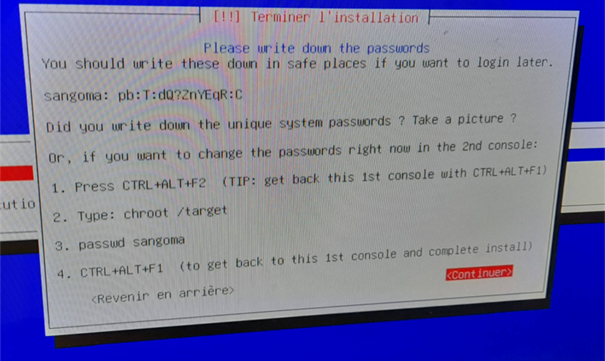 [!!] Terminer l'installation
Please write down the passwords
You should write these down in safe places if you want to login later.
sangoma: pb:T:dQ?ZnYEqR:C
Did you write down the unique system passwords ? Take a picture ?
Or, if you want to change the passwords right now in the 2nd console:
1. Press CTRL+ALT+F2 (TIP: get back this 1st console with CTRL+ALT+F1)
2. Type: chroot /target
3. passwd sangoma
4. CTRL+ALT+F1 (to get back to this 1st console and complete install)
<Revenir en arrière>
<Continuer>
cutio